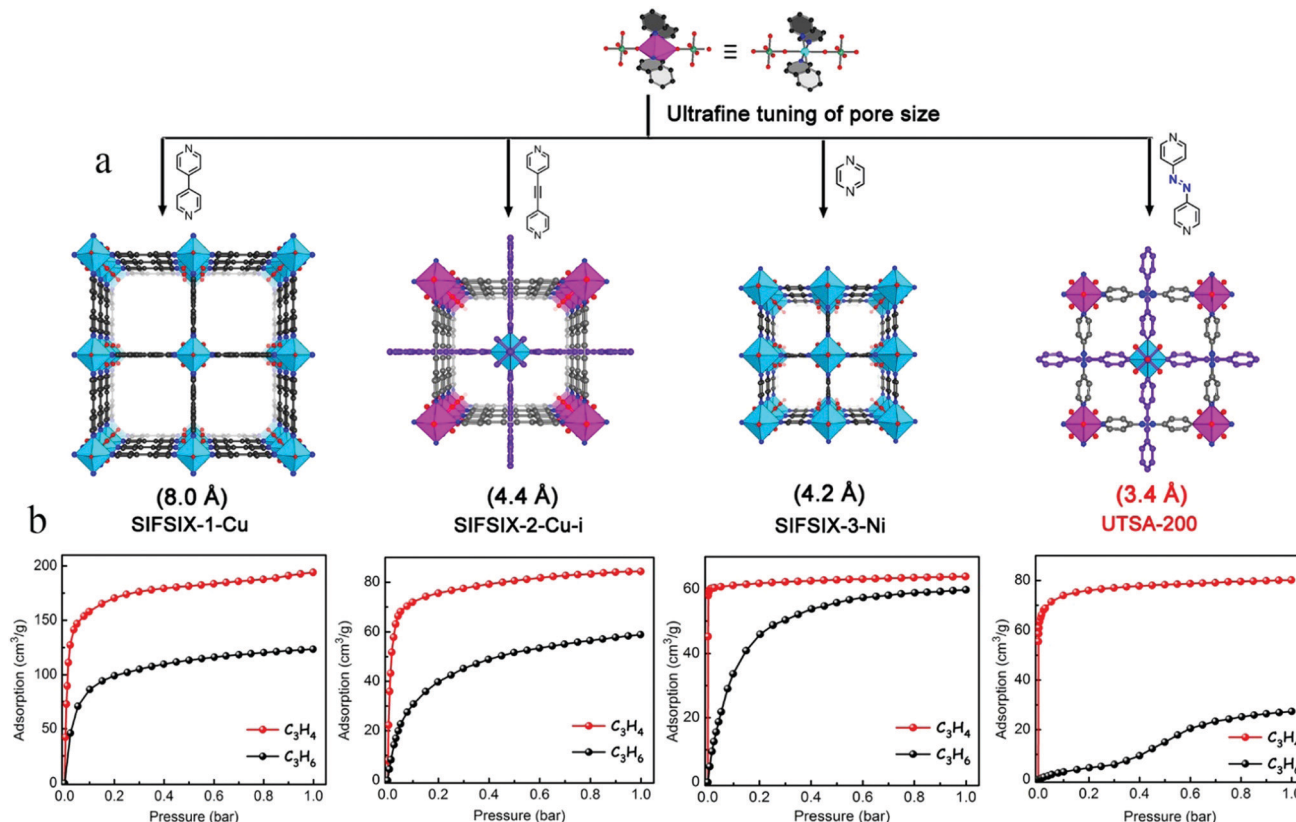 ≡
Ultrafine tuning of pore size
a
N
N
N
N
N
N
N
N
N
N
(8.0 Å)
SIFSIX-1-Cu
(4.4 Å)
SIFSIX-2-Cu-i
(4.2 Å)
SIFSIX-3-Ni
(3.4 Å)
UTSA-200
b
Adsorption (cm³/g)
200
150
100
50
0
0.0 0.2 0.4 0.6 0.8 1.0
Pressure (bar)
C₃H₄
C₃H₆
Adsorption (cm³/g)
80
60
40
20
0
0.0 0.2 0.4 0.6 0.8 1.0
Pressure (bar)
C₃H₄
C₃H₆
Adsorption (cm³/g)
60
40
20
0
0.0 0.2 0.4 0.6 0.8 1.0
Pressure (bar)
C₃H₄
C₃H₆
Adsorption (cm³/g)
80
60
40
20
0
0.0 0.2 0.4 0.6 0.8 1.0
Pressure (bar)
C₃H
C₃H₆